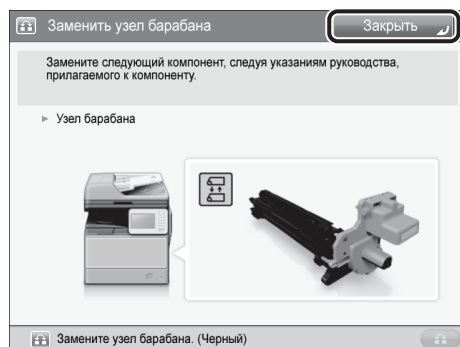 Заменить узел барабана
Закрыть
Замените следующий компонент, следуя указаниям руководства,
прилагаемого к компоненту.
Узел барабана
Замените узел барабана. (Черный)